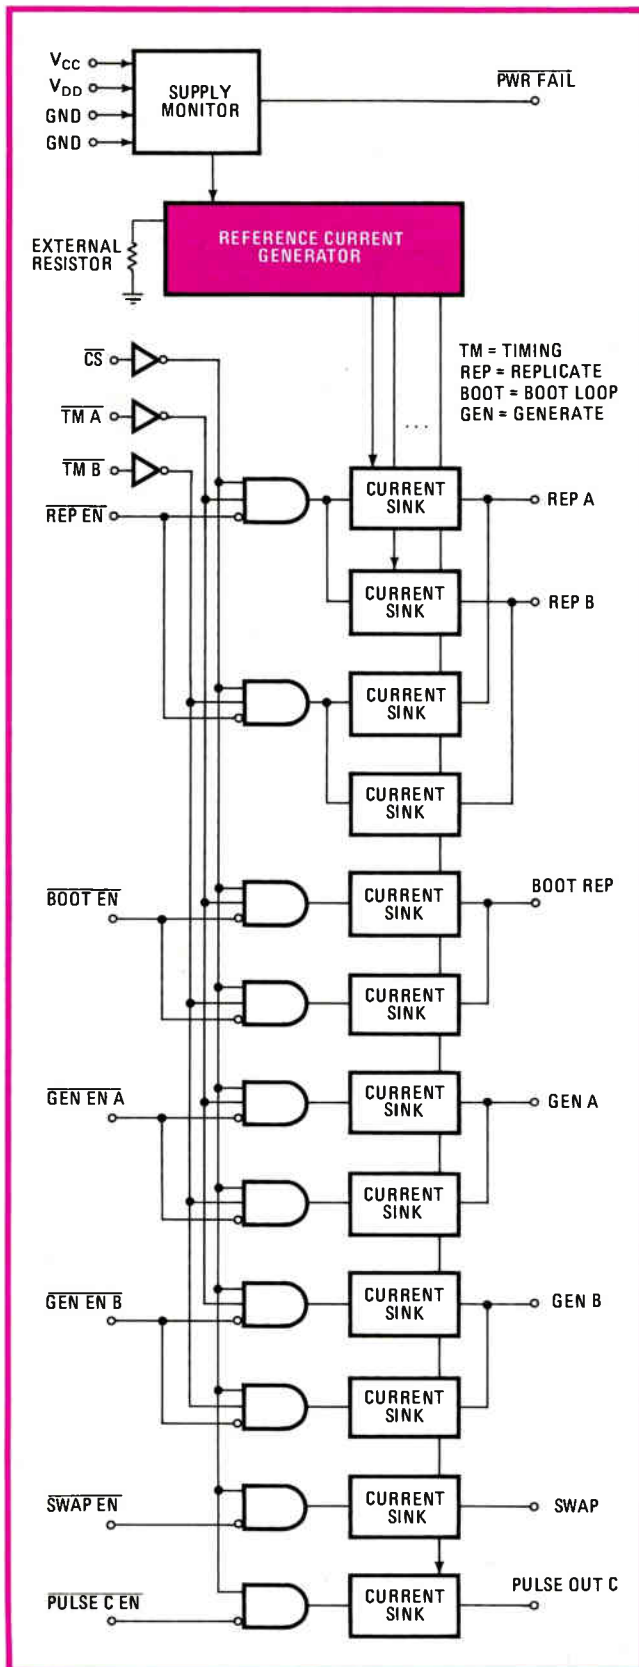 VCC
VDD
GND
GND
SUPPLY
MONITOR
PWR FAIL
EXTERNAL
RESISTOR
REFERENCE CURRENT
GENERATOR
TM = TIMING
REP = REPLICATE
BOOT = BOOT LOOP
GEN = GENERATE
...
CS
TM A
TM B
REP EN
CURRENT
SINK
REP A
CURRENT
SINK
REP B
CURRENT
SINK
CURRENT
SINK
BOOT EN
CURRENT
SINK
BOOT REP
CURRENT
SINK
GEN EN A
CURRENT
SINK
GEN A
CURRENT
SINK
GEN EN B
CURRENT
SINK
GEN B
CURRENT
SINK
SWAP EN
CURRENT
SINK
SWAP
PULSE C EN
CURRENT
SINK
PULSE OUT C